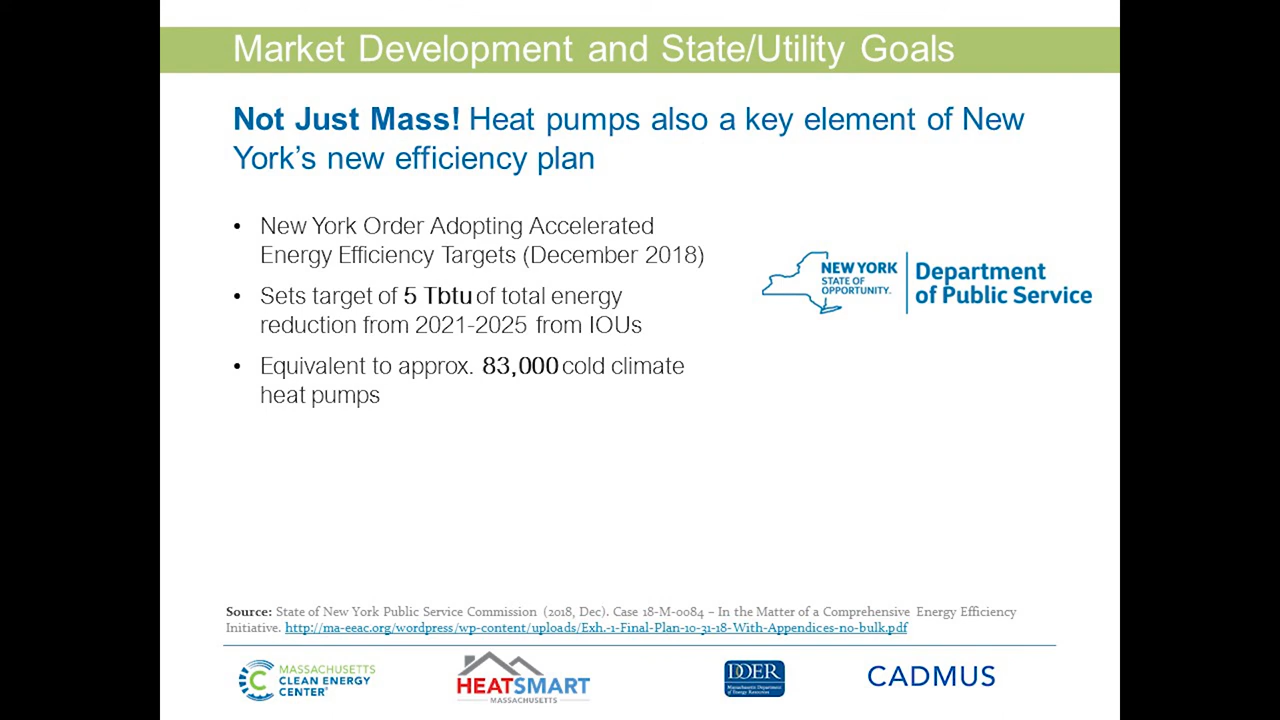 Market Development and State/Utility Goals
Not Just Mass! Heat pumps also a key element of New
York's new efficiency plan
• New York Order Adopting Accelerated
Energy Efficiency Targets (December 2018)
• Sets target of 5 Tbtu of total energy
reduction from 2021-2025 from IOUs
• Equivalent to approx. 83,000 cold climate
heat pumps
NEW YORK
STATE OF
OPPORTUNITY.
Department
of Public Service
Source: State of New York Public Service Commission (2018, Dec). Case 18-M-0084 – In the Matter of a Comprehensive Energy Efficiency
Initiative. http://ma-eeac.org/wordpress/wp-content/uploads/Exh.-1-Final-Plan-10-31-18-With-Appendices-no-bulk.pdf
MASSACHUSETTS
CLEAN ENERGY
CENTER
HEATSMART
MASSACHUSETTS
DOER
Massachusetts Department
of Energy Resources
CADMUS